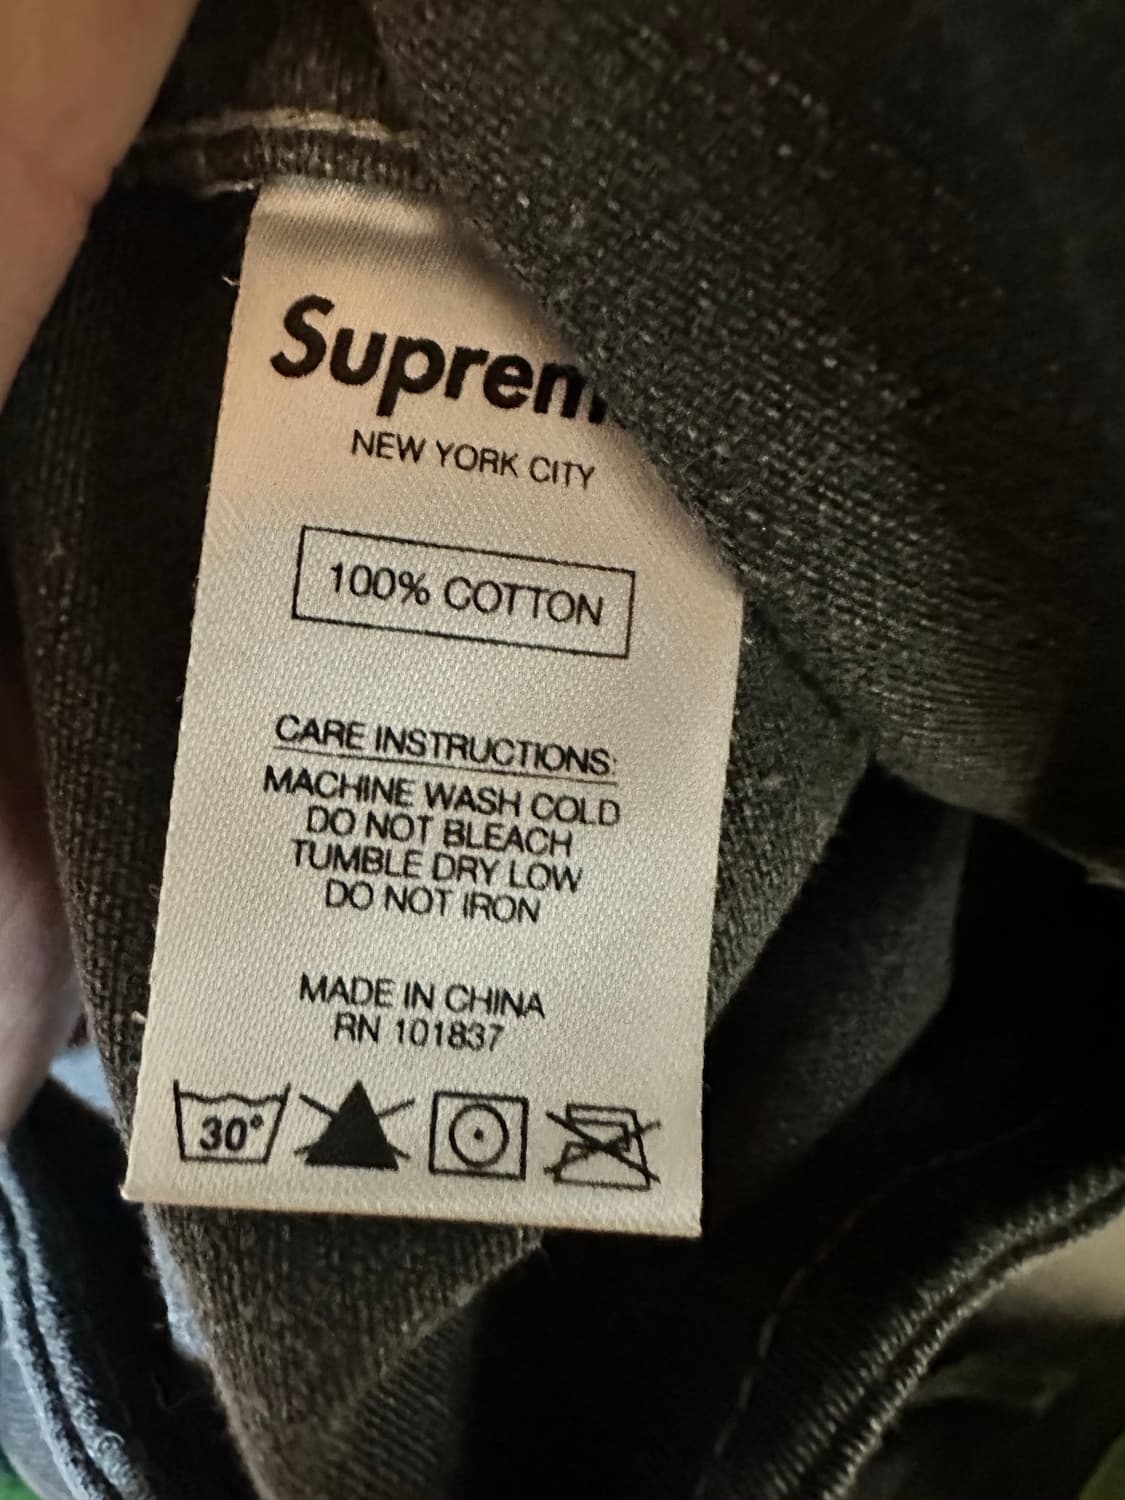 Suprem
NEW YORK CITY
100% COTTON
CARE INSTRUCTIONS:
MACHINE WASH COLD
DO NOT BLEACH
TUMBLE DRY LOW
DO NOT IRON
MADE IN CHINA
RN 101837
30°